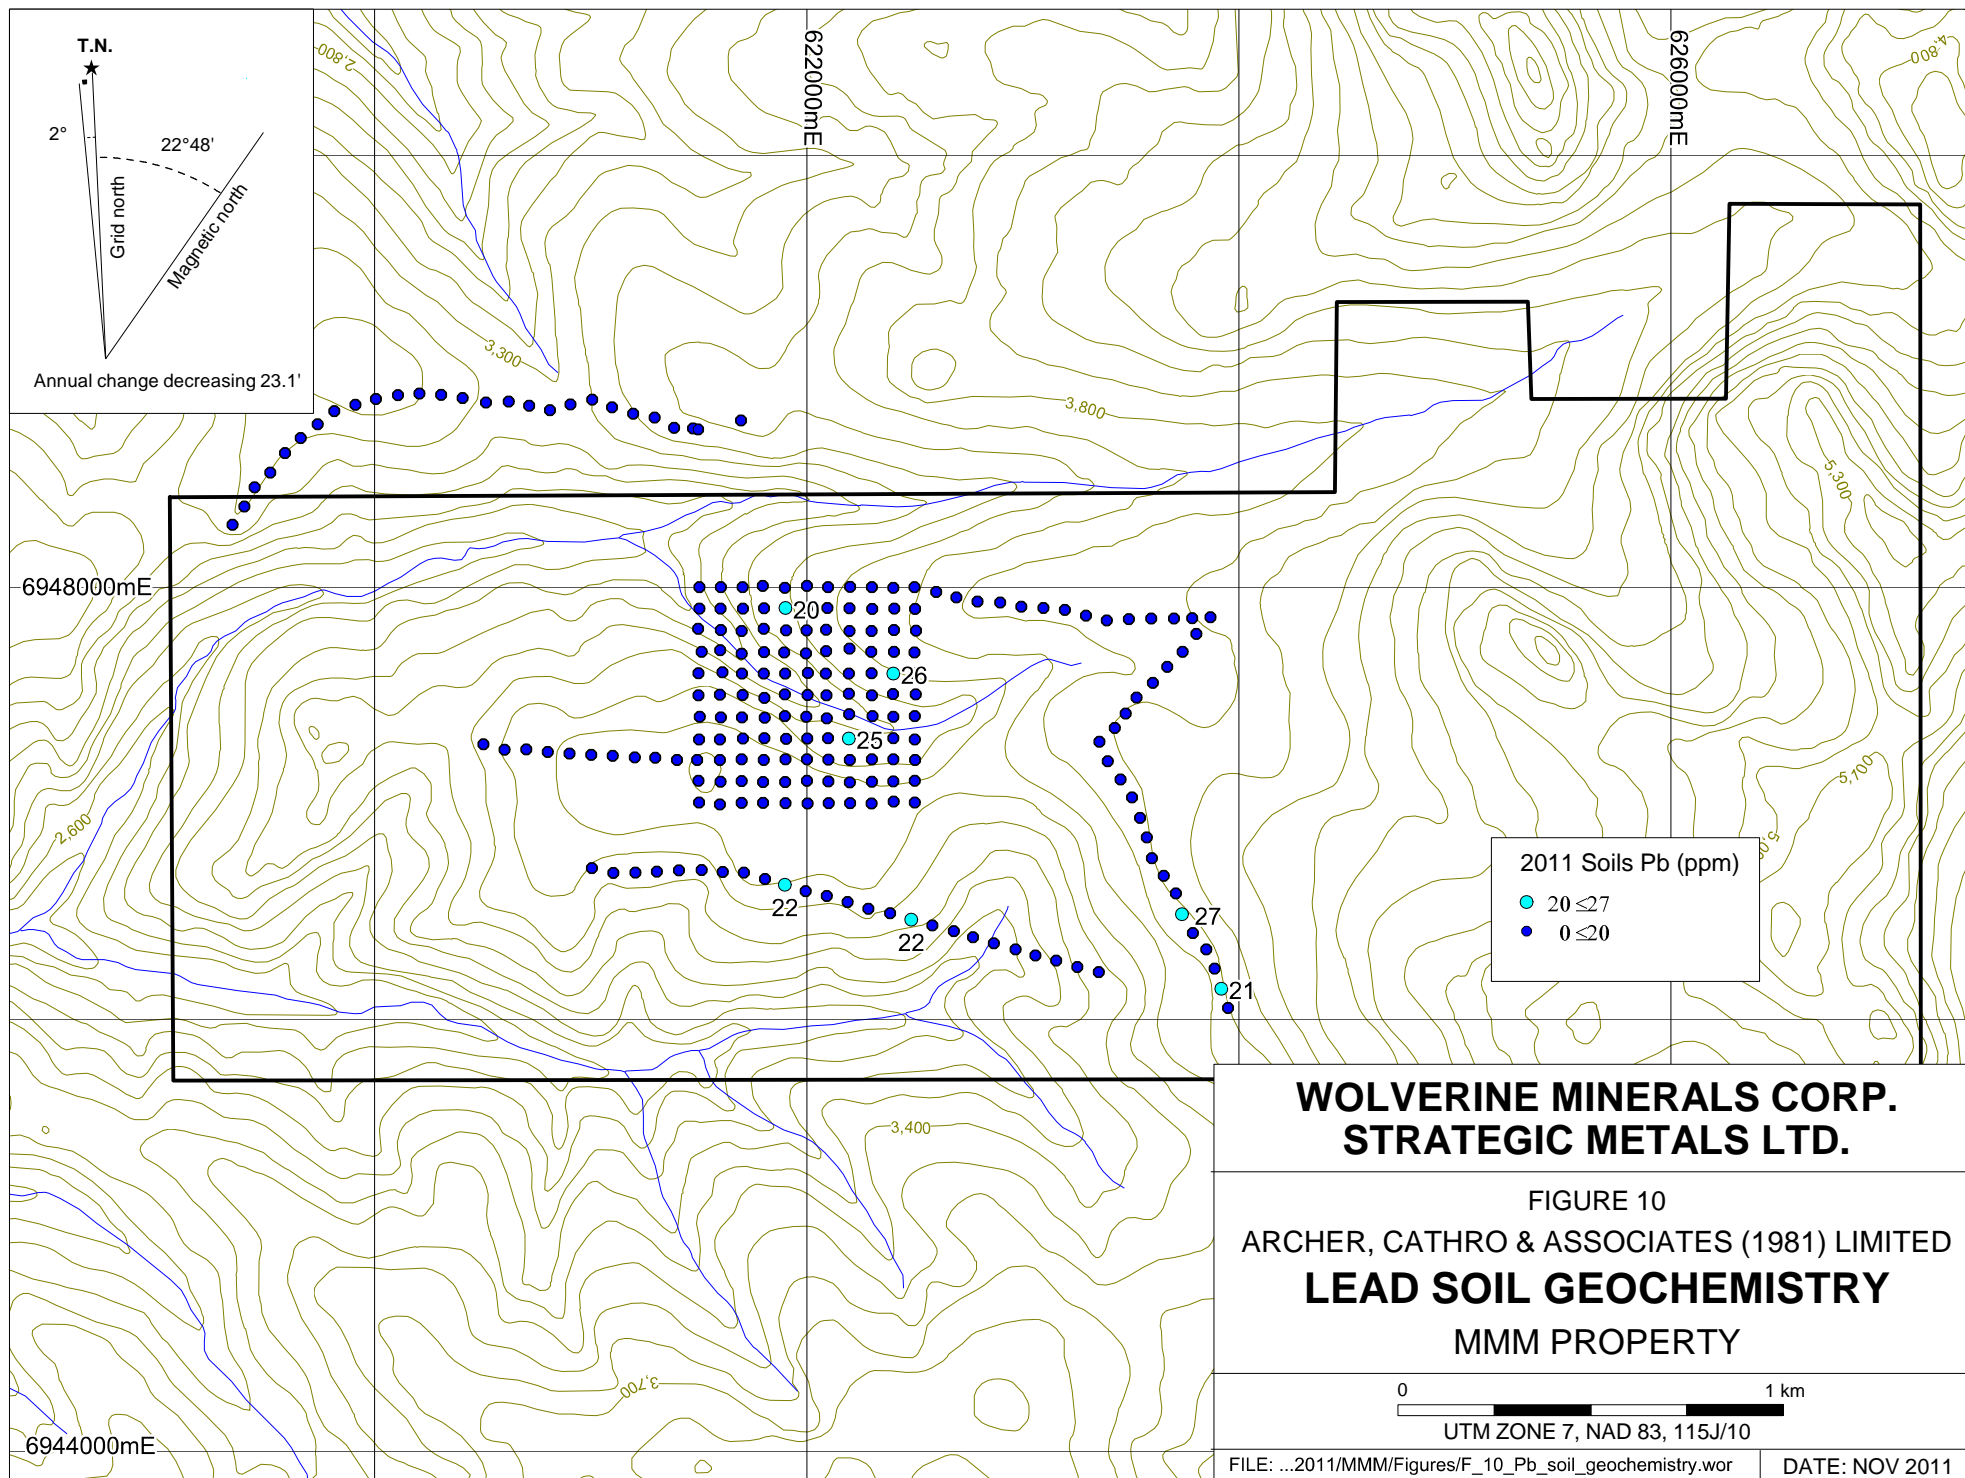 T.N.
2°
22°48'
Grid north
Magnetic north
Annual change decreasing 23.1'
622000mE
626000mE
2,800
4,800
3,300
3,800
5,300
6948000mE
20
26
25
5,100
2,600
22
22
27
21
2011 Soils Pb (ppm)
20 ≤27
0 ≤20
3,400
3,700
6944000mE
WOLVERINE MINERALS CORP.
STRATEGIC METALS LTD.
FIGURE 10
ARCHER, CATHRO & ASSOCIATES (1981) LIMITED
LEAD SOIL GEOCHEMISTRY
MMM PROPERTY
0 1 km
UTM ZONE 7, NAD 83, 115J/10
FILE: ...2011/MMM/Figures/F_10_Pb_soil_geochemistry.wor
DATE: NOV 2011